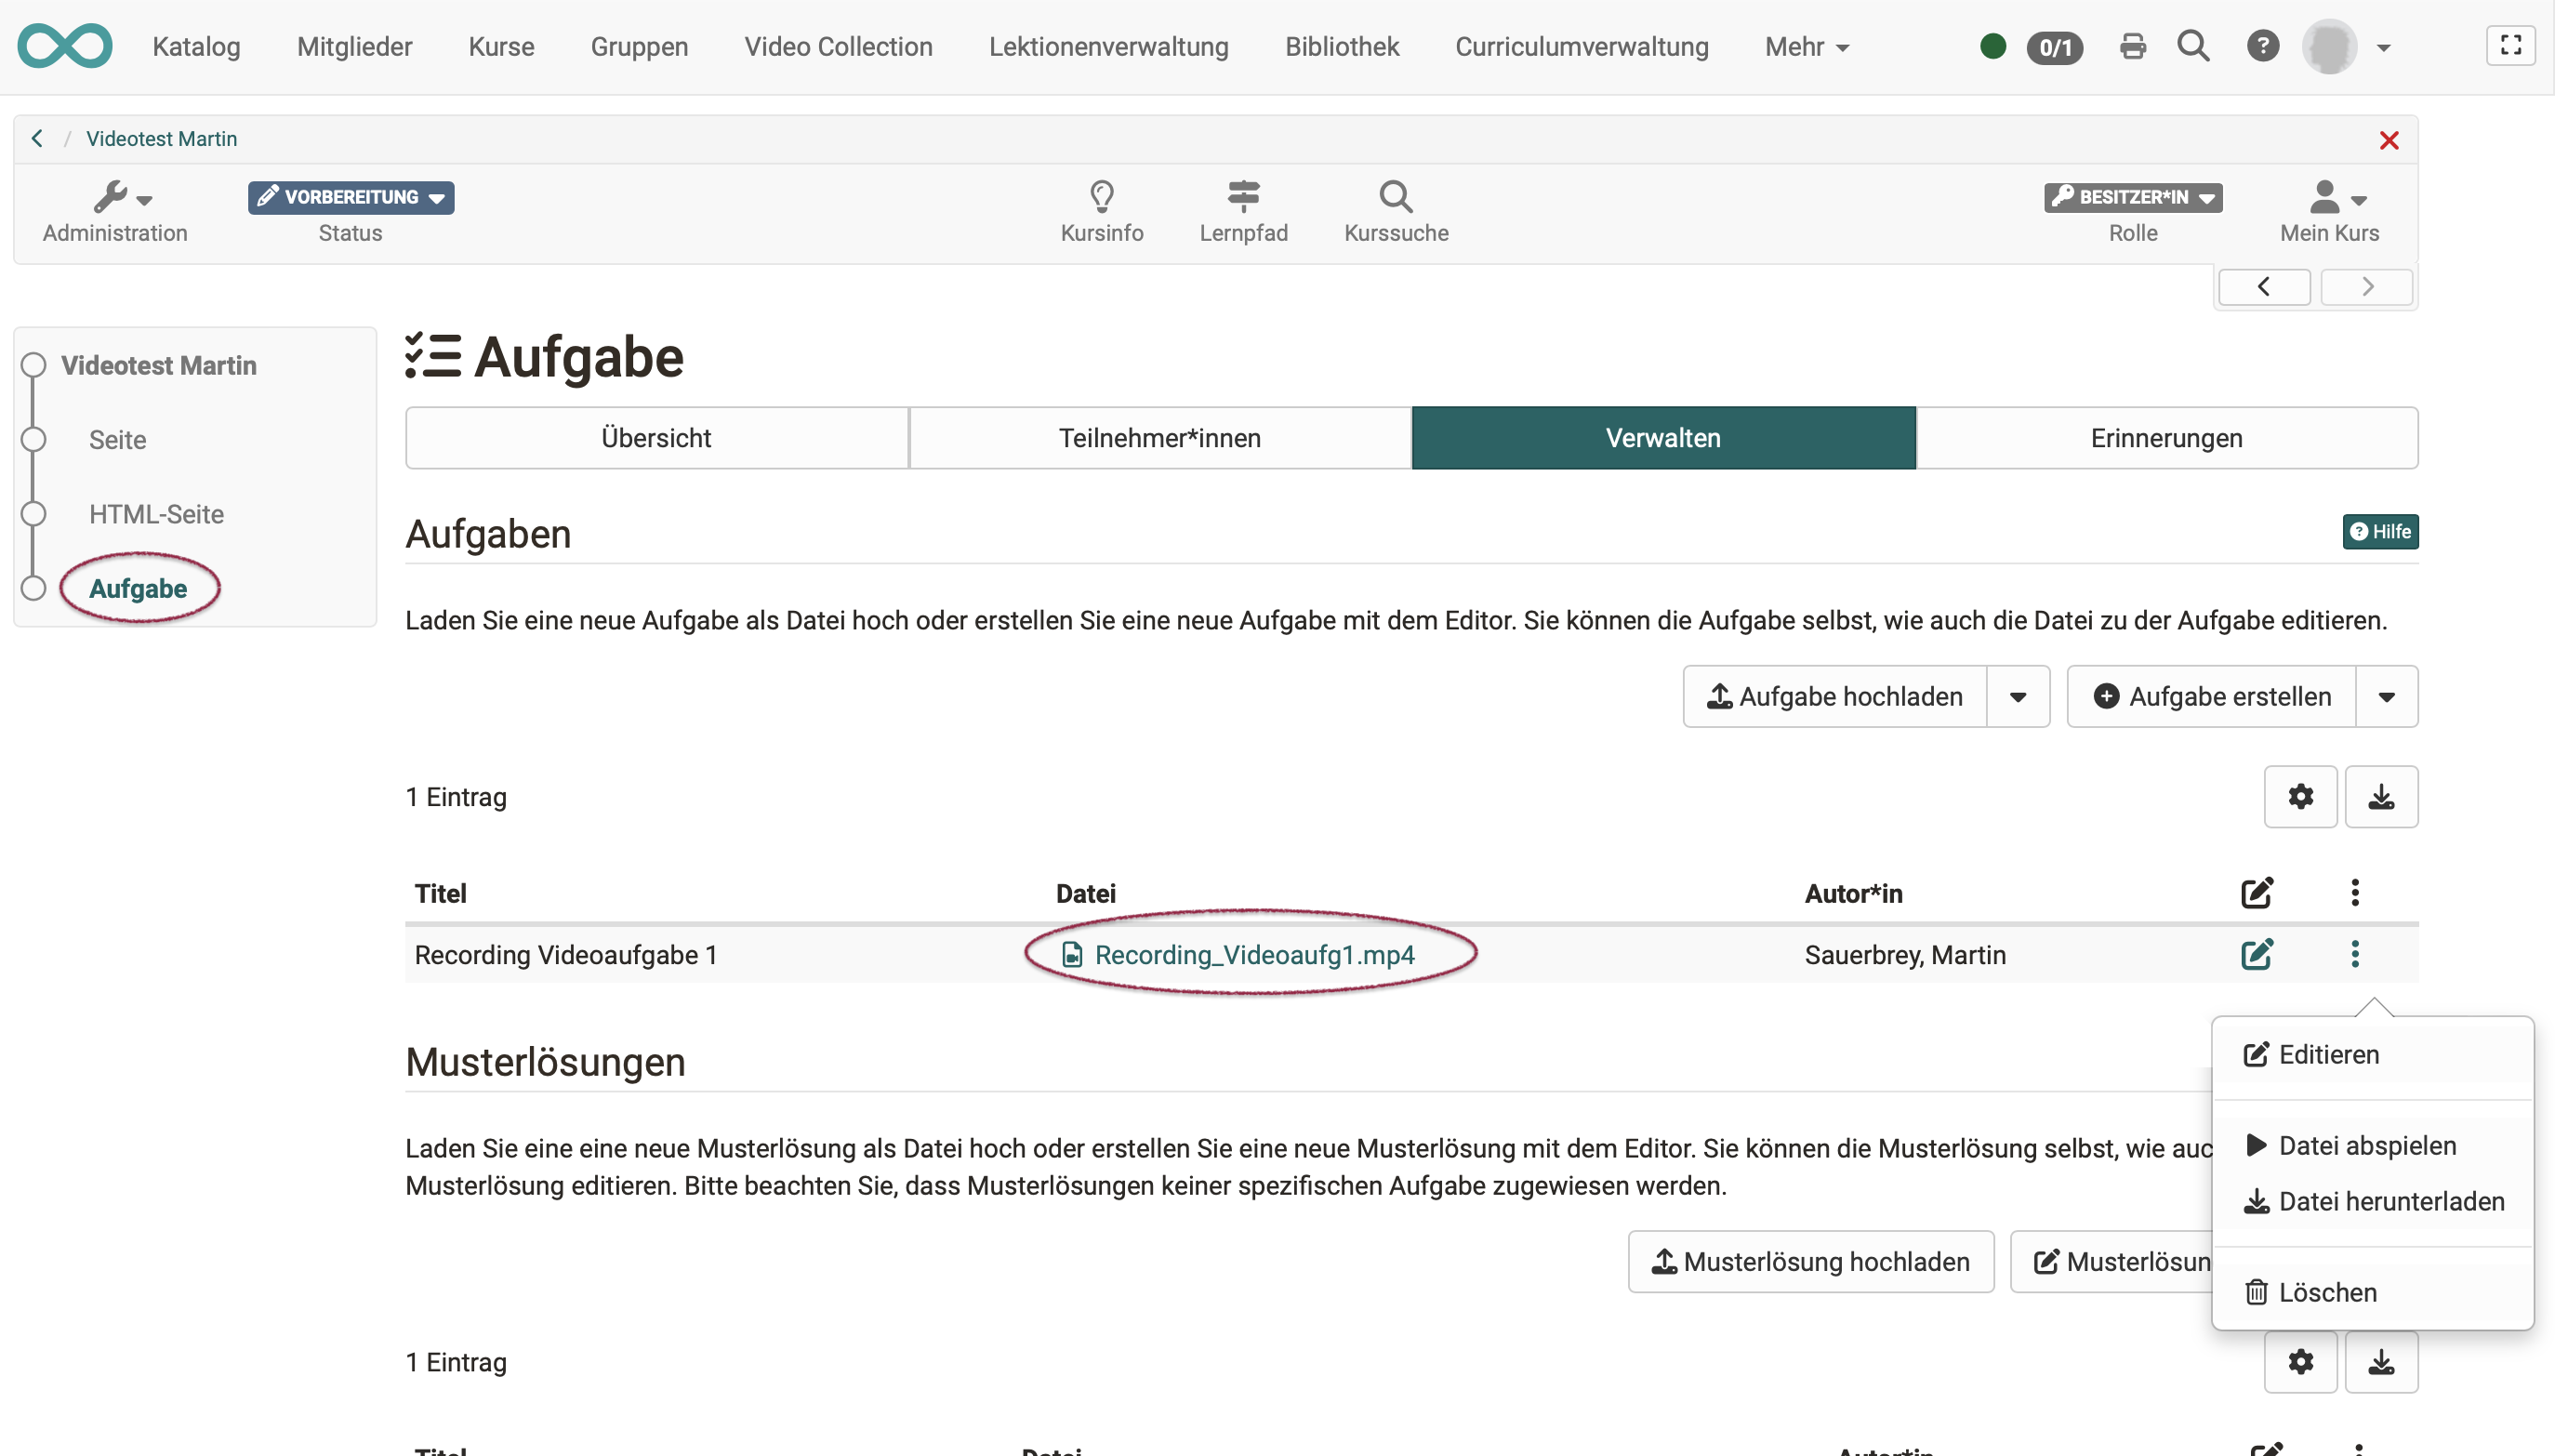 Katalog Mitglieder Kurse Gruppen Video Collection Lektionenverwaltung Bibliothek Curriculumverwaltung Mehr 0/1
/ Videotest Martin
VORBEREITUNG BESITZER*IN
Administration Status Kursinfo Lernpfad Kurssuche Rolle Mein Kurs
Videotest Martin
Seite
HTML-Seite
Aufgabe
Aufgabe
Übersicht Teilnehmer*innen Verwalten Erinnerungen
Aufgaben Hilfe
Laden Sie eine neue Aufgabe als Datei hoch oder erstellen Sie eine neue Aufgabe mit dem Editor. Sie können die Aufgabe selbst, wie auch die Datei zu der Aufgabe editieren.
Aufgabe hochladen Aufgabe erstellen
1 Eintrag
Titel Datei Autor*in
Recording Videoaufgabe 1 Recording_Videoaufg1.mp4 Sauerbrey, Martin
Editieren
Datei abspielen
Datei herunterladen
Löschen
Musterlösungen
Laden Sie eine eine neue Musterlösung als Datei hoch oder erstellen Sie eine neue Musterlösung mit dem Editor. Sie können die Musterlösung selbst, wie auc
Musterlösung editieren. Bitte beachten Sie, dass Musterlösungen keiner spezifischen Aufgabe zugewiesen werden.
Musterlösung hochladen Musterlösun
1 Eintrag
Titel Datei Autor*in